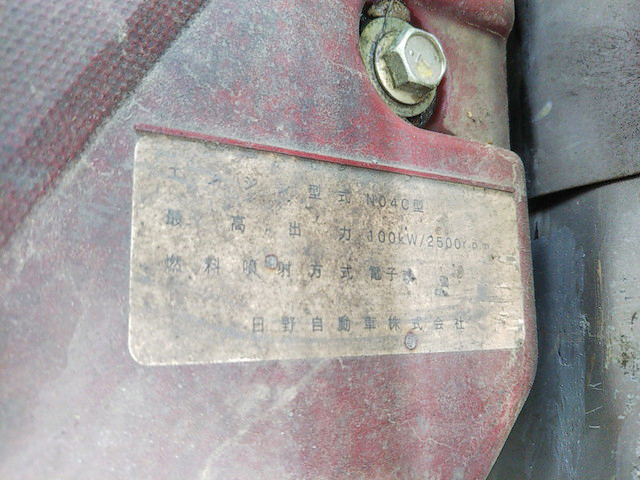 エンジン型式 N04C型
最高出力 100kW/2500r.p.m
燃料噴射方式 電子
日野自動車株式会社